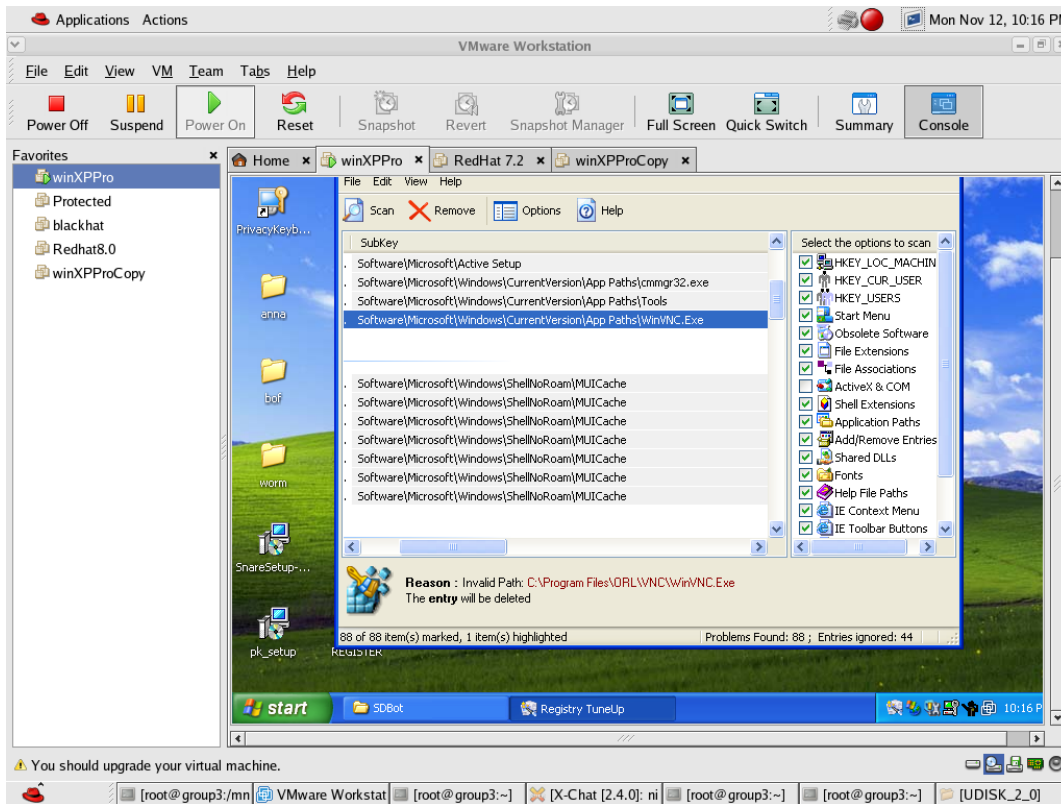 Applications Actions
Mon Nov 12, 10:16 P
VMware Workstation
File Edit View VM Team Tabs Help
Power Off Suspend Power On Reset Snapshot Revert Snapshot Manager Full Screen Quick Switch Summary Console
Favorites
Home winXPPro RedHat 7.2 winXPProCopy
winXPPro
Protected
blackhat
Redhat8.0
winXPProCopy
PrivacyKeyb...
anna
bof
worm
SnareSetup-...
pk_setup
REGISTER
File Edit View Help
Scan Remove Options Help
SubKey
. Software\Microsoft\Active Setup
. Software\Microsoft\Windows\CurrentVersion\App Paths\cmmgr32.exe
. Software\Microsoft\Windows\CurrentVersion\App Paths\Tools
. Software\Microsoft\Windows\CurrentVersion\App Paths\WinVNC.Exe
. Software\Microsoft\Windows\ShellNoRoam\MUICache
. Software\Microsoft\Windows\ShellNoRoam\MUICache
. Software\Microsoft\Windows\ShellNoRoam\MUICache
. Software\Microsoft\Windows\ShellNoRoam\MUICache
. Software\Microsoft\Windows\ShellNoRoam\MUICache
. Software\Microsoft\Windows\ShellNoRoam\MUICache
. Software\Microsoft\Windows\ShellNoRoam\MUICache
Select the options to scan
HKEY_LOC_MACHIN
HKEY_CUR_USER
HKEY_USERS
Start Menu
Obsolete Software
File Extensions
File Associations
ActiveX & COM
Shell Extensions
Application Paths
Add/Remove Entries
Shared DLLs
Fonts
Help File Paths
IE Context Menu
IE Toolbar Buttons
Reason : Invalid Path: C:\Program Files\ORL\VNC\WinVNC.Exe
The entry will be deleted
88 of 88 item(s) marked, 1 item(s) highlighted
Problems Found: 88 ; Entries ignored: 44
start SDBot Registry TuneUp 10:16 P
You should upgrade your virtual machine.
[root@group3:/mn VMware Workstat [root@group3:~] [X-Chat [2.4.0]: ni [root@group3:~] [root@group3:~] [UDISK_2_0]